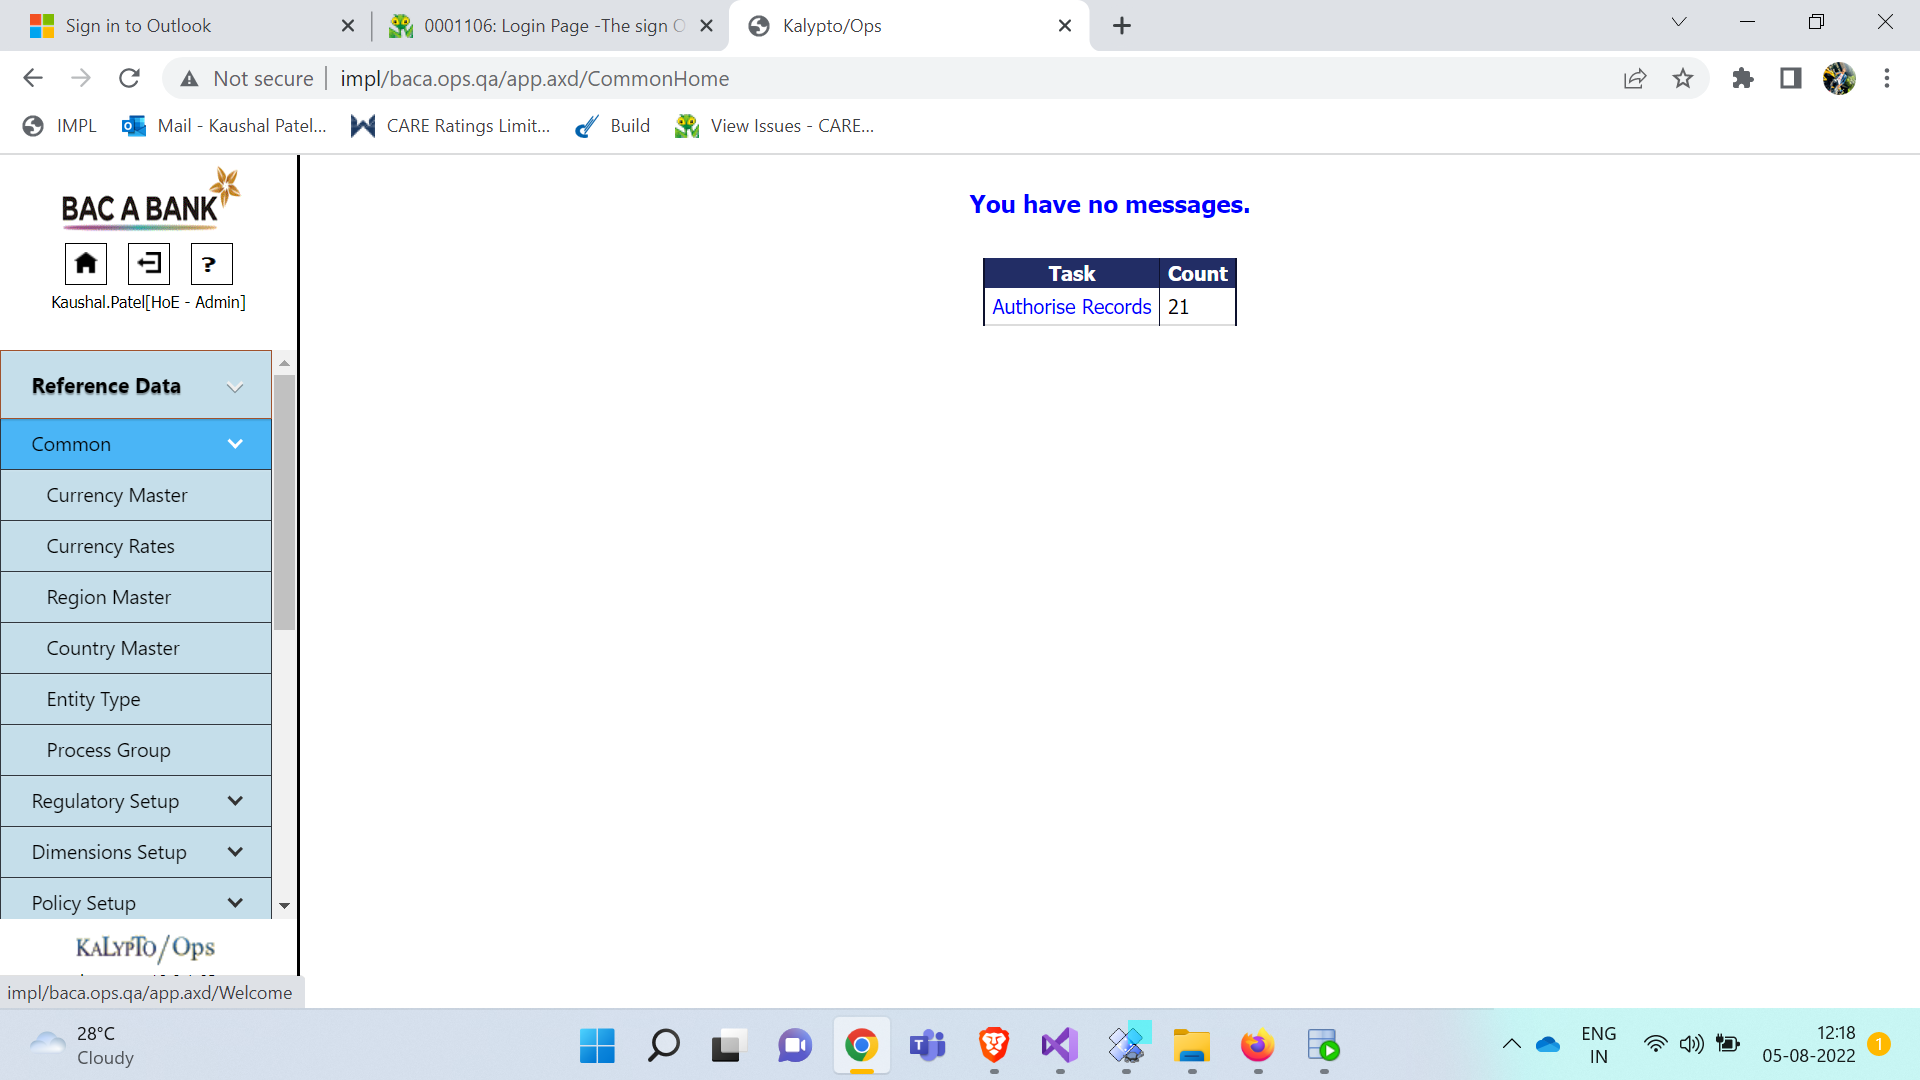 Sign in to Outlook
0001106: Login Page -The sign O
Kalypto/Ops
Not secure
impl/baca.ops.qa/app.axd/CommonHome
IMPL
Mail - Kaushal Patel...
CARE Ratings Limit...
Build
View Issues - CARE...
BAC A BANK
?
Kaushal.Patel[HoE - Admin]
You have no messages.
Task Count
Authorise Records 21
Reference Data
Common
Currency Master
Currency Rates
Region Master
Country Master
Entity Type
Process Group
Regulatory Setup
Dimensions Setup
Policy Setup
KALYPTO/Ops
impl/baca.ops.qa/app.axd/Welcome
28°C
Cloudy
ENG
IN
12:18
05-08-2022
1